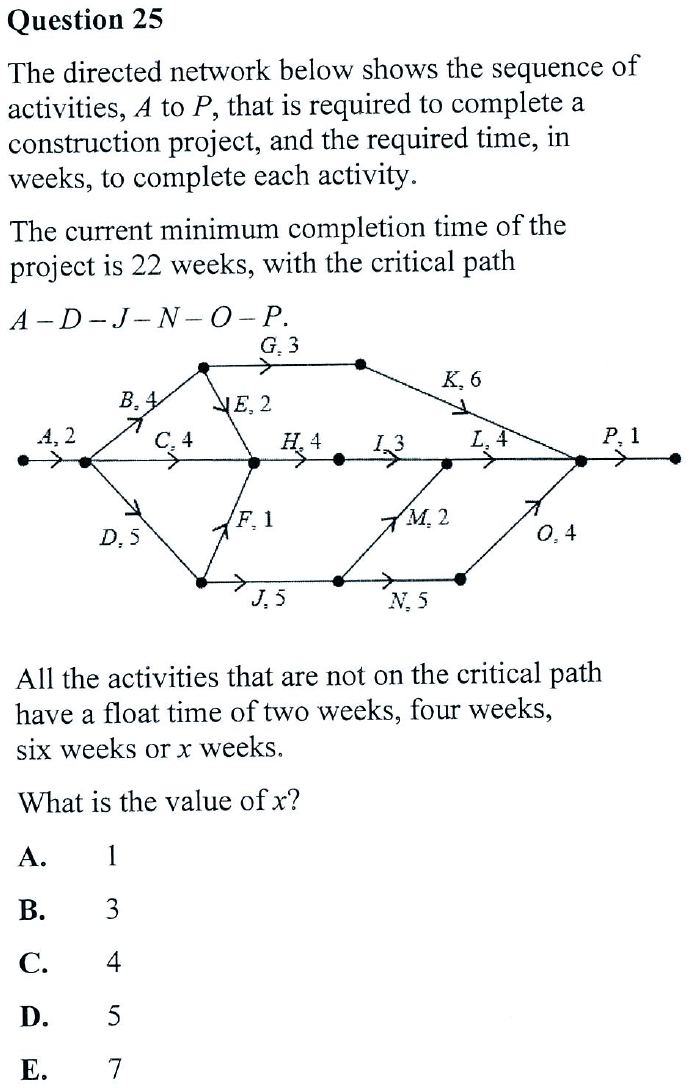 Question 25
The directed network below shows the sequence of
activities, A to P, that is required to complete a
construction project, and the required time, in
weeks, to complete each activity.
The current minimum completion time of the
project is 22 weeks, with the critical path
A – D – J – N – O – P.
G, 3
K, 6
B, 4
E, 2
A, 2
C, 4
H, 4
I, 3
L, 4
P, 1
F, 1
M, 2
D, 5
O, 4
J, 5
N, 5
All the activities that are not on the critical path
have a float time of two weeks, four weeks,
six weeks or x weeks.
What is the value of x?
A. 1
B. 3
C. 4
D. 5
E. 7